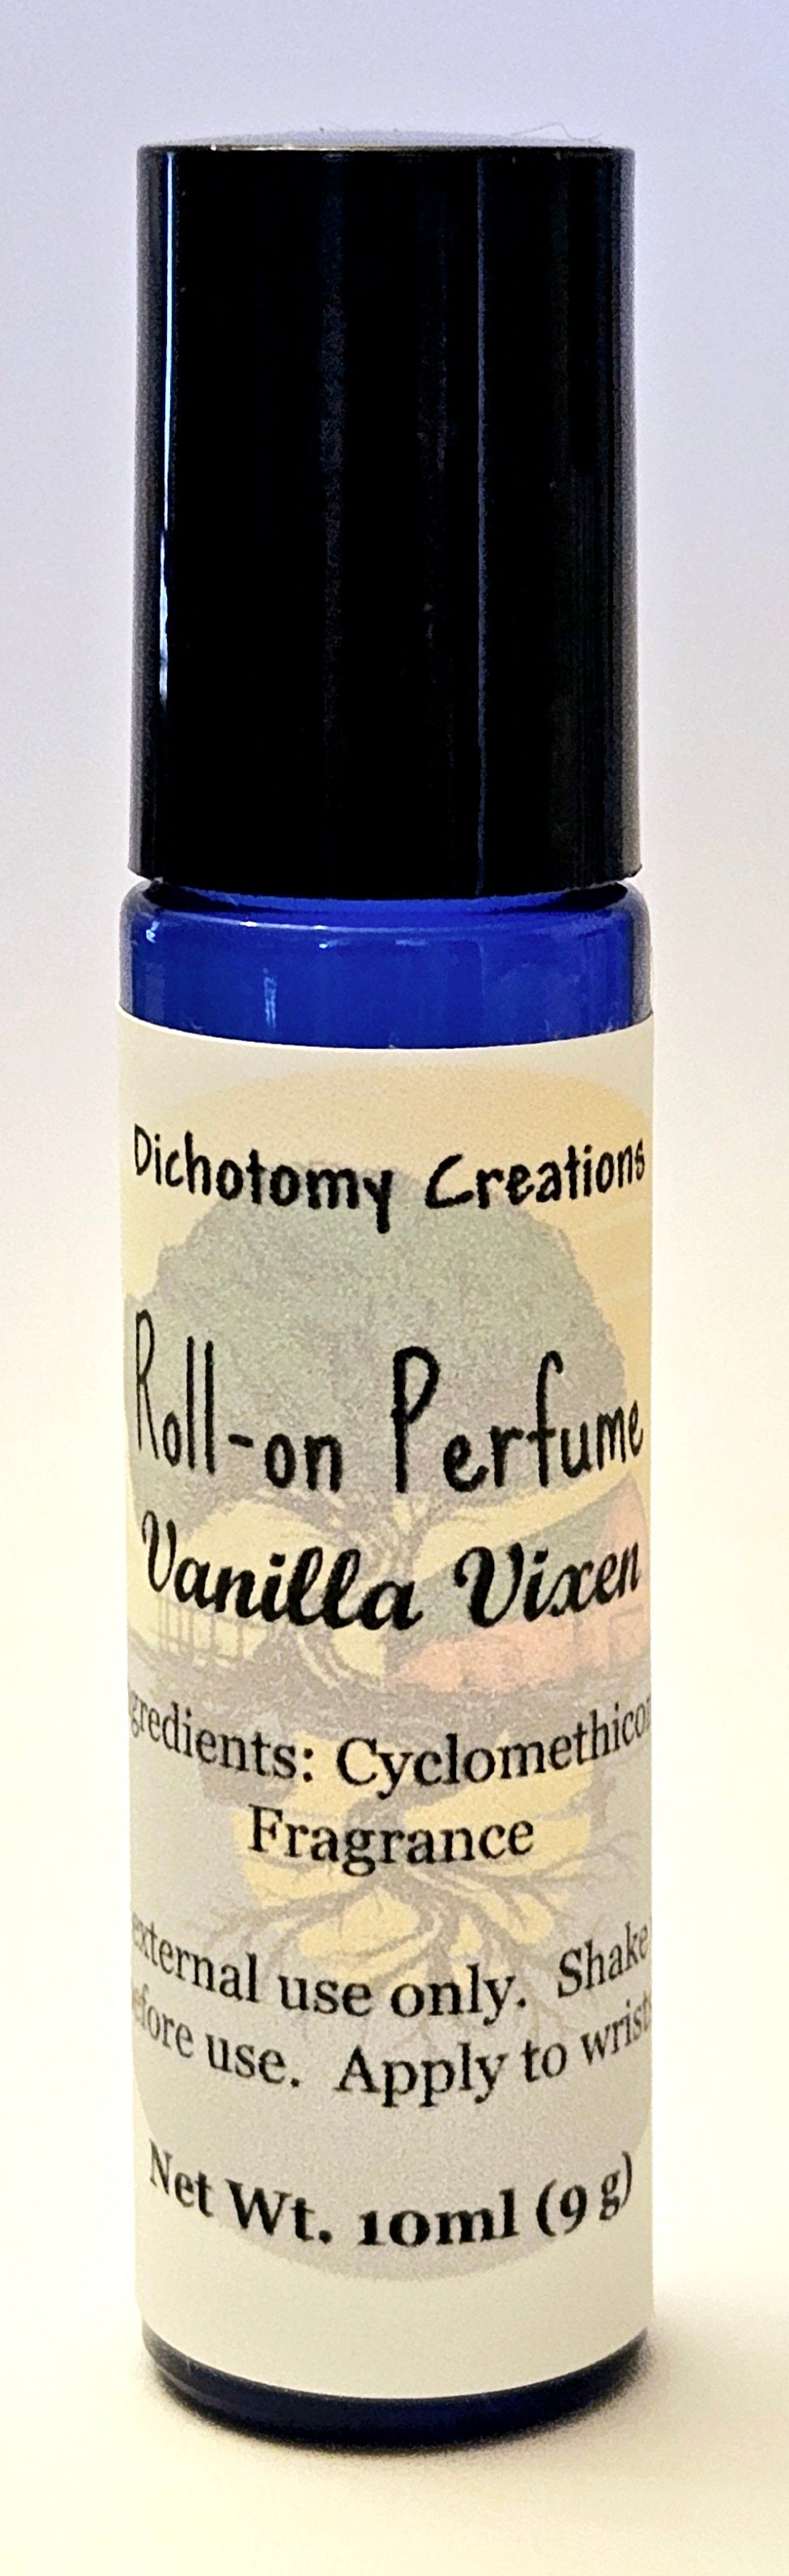 Dichotomy Creations
Roll-on Perfume
Vanilla Vixen
gredients: Cyclomethicon
Fragrance
external use only. Shake
efore use. Apply to wrist
Net Wt. 10ml (9 g)